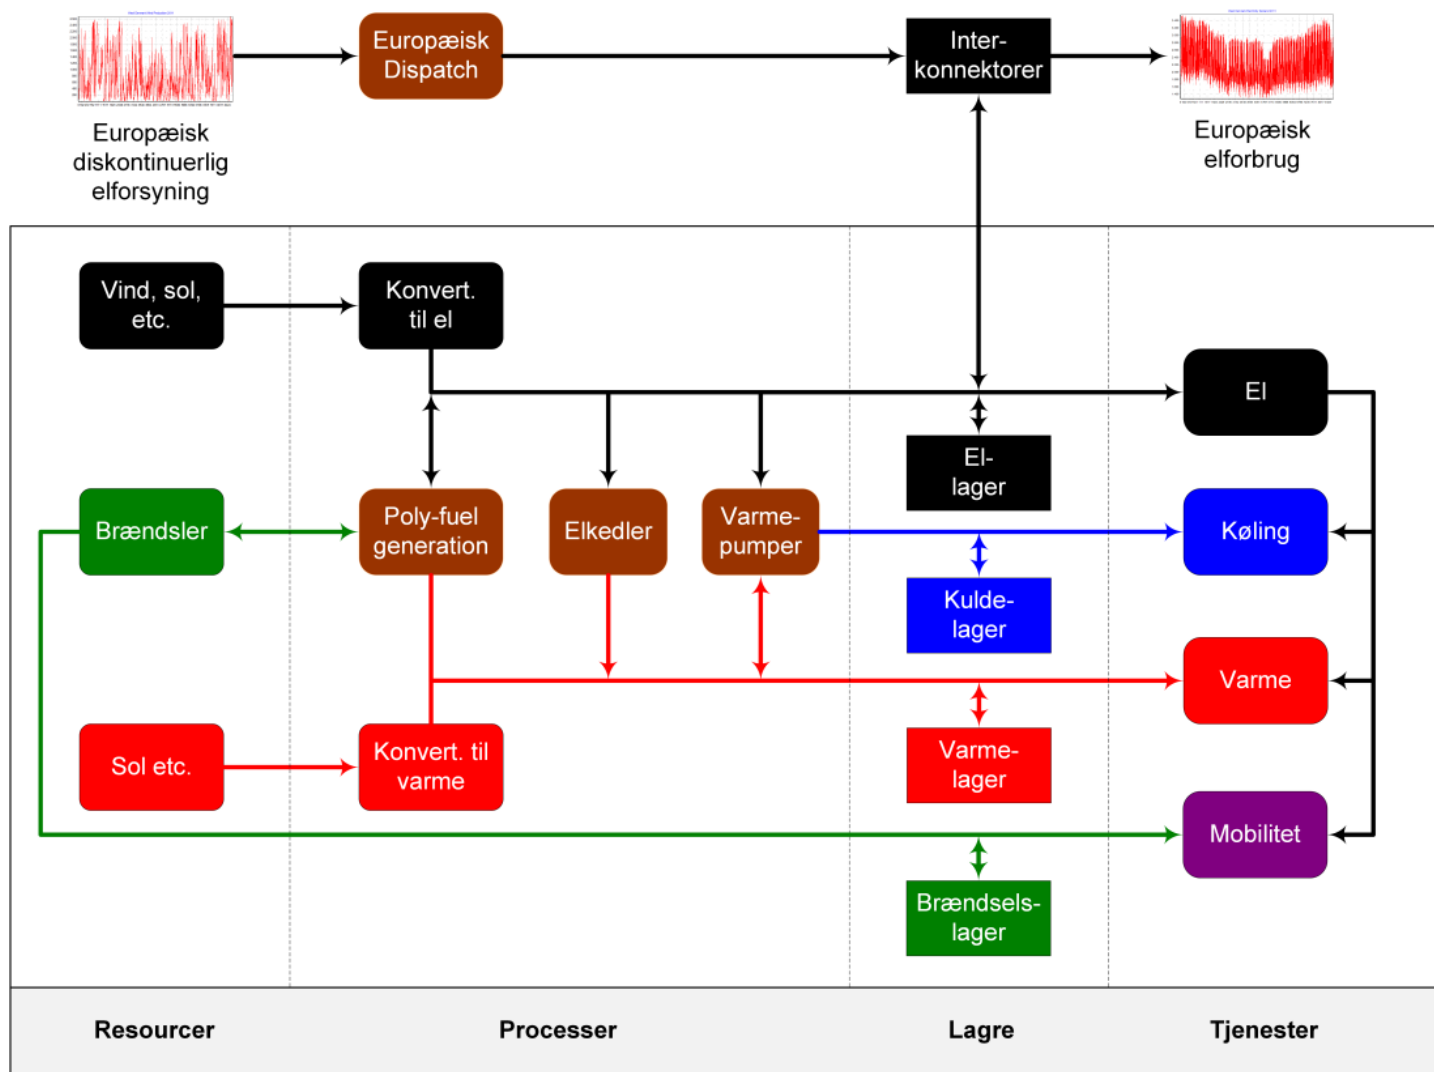 Europæisk
Dispatch
Inter-
konnektorer
Europæisk
diskontinuerlig
elforsyning
Europæisk
elforbrug
Vind, sol,
etc.
Konvert.
til el
El
El-
lager
Brændsler
Poly-fuel
generation
Elkedler
Varme-
pumper
Køling
Kulde-
lager
Varme
Sol etc.
Konvert. til
varme
Varme-
lager
Mobilitet
Brændsels-
lager
Resourcer
Processer
Lagre
Tjenester